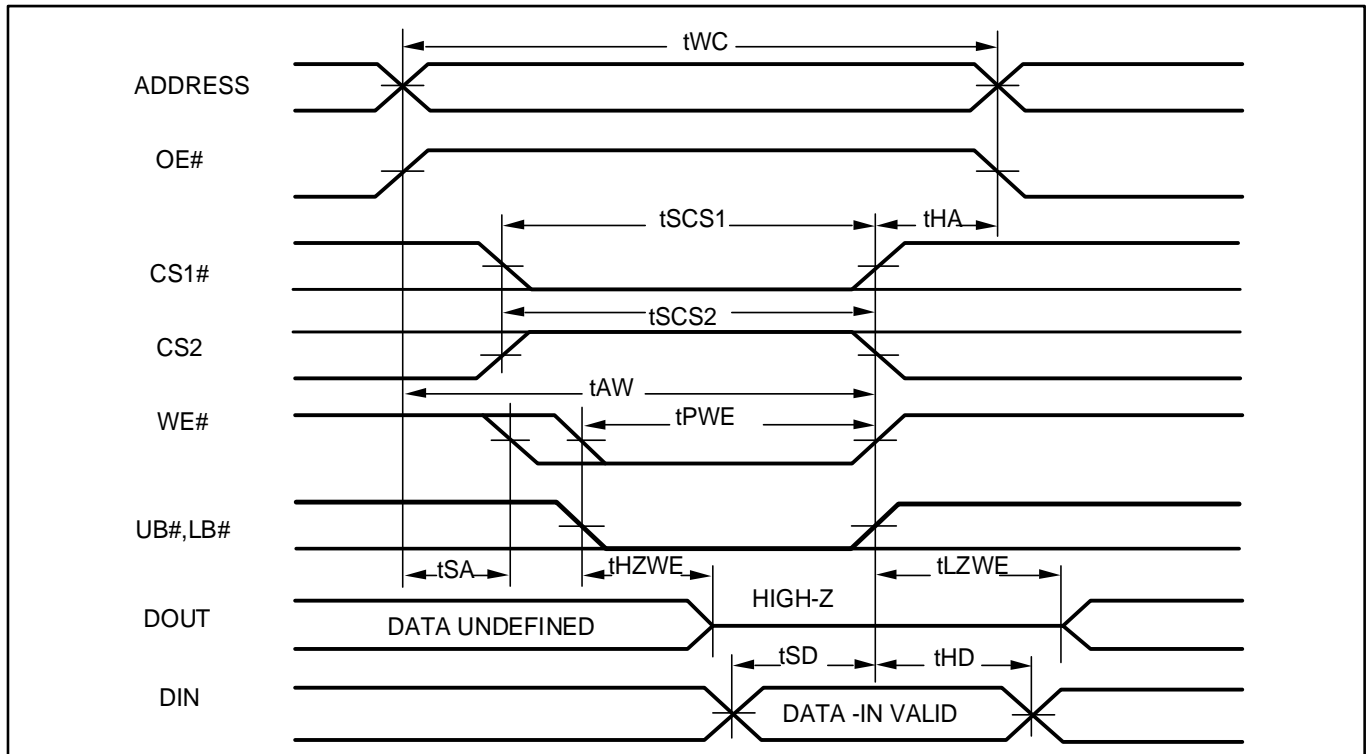 tWC
ADDRESS
OE#
tSCS1
tHA
CS1#
tSCS2
CS2
tAW
WE#
tPWE
UB#,LB#
tSA
tHZWE
tLZWE
DOUT
DATA UNDEFINED
HIGH-Z
tSD
tHD
DIN
DATA -IN VALID